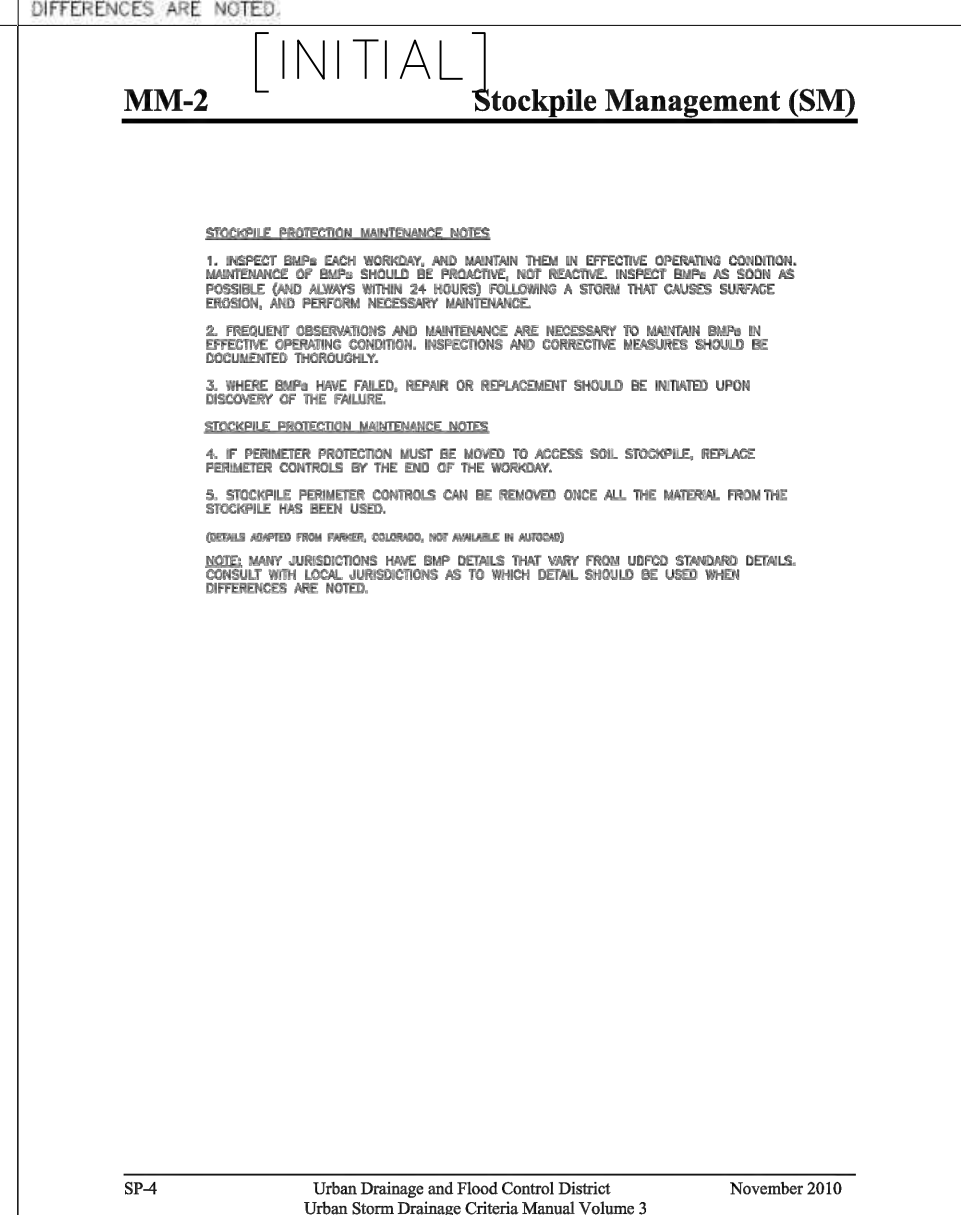 DIFFERENCES ARE NOTED.
[INITIAL]
MM-2 Stockpile Management (SM)
STOCKPILE PROTECTION MAINTENANCE NOTES
1. INSPECT BMPs EACH WORKDAY, AND MAINTAIN THEM IN EFFECTIVE OPERATING CONDITION.
MAINTENANCE OF BMPs SHOULD BE PROACTIVE, NOT REACTIVE. INSPECT BMPs AS SOON AS
POSSIBLE (AND ALWAYS WITHIN 24 HOURS) FOLLOWING A STORM THAT CAUSES SURFACE
EROSION, AND PERFORM NECESSARY MAINTENANCE.
2. FREQUENT OBSERVATIONS AND MAINTENANCE ARE NECESSARY TO MAINTAIN BMPs IN
EFFECTIVE OPERATING CONDITION. INSPECTIONS AND CORRECTIVE MEASURES SHOULD BE
DOCUMENTED THOROUGHLY.
3. WHERE BMPs HAVE FAILED, REPAIR OR REPLACEMENT SHOULD BE INITIATED UPON
DISCOVERY OF THE FAILURE.
STOCKPILE PROTECTION MAINTENANCE NOTES
4. IF PERIMETER PROTECTION MUST BE MOVED TO ACCESS SOIL STOCKPILE, REPLACE
PERIMETER CONTROLS BY THE END OF THE WORKDAY.
5. STOCKPILE PERIMETER CONTROLS CAN BE REMOVED ONCE ALL THE MATERIAL FROM THE
STOCKPILE HAS BEEN USED.
(DETAILS ADAPTED FROM PARKER, COLORADO, NOT AVAILABLE IN AUTOCAD)
NOTE: MANY JURISDICTIONS HAVE BMP DETAILS THAT VARY FROM UDFCD STANDARD DETAILS.
CONSULT WITH LOCAL JURISDICTIONS AS TO WHICH DETAIL SHOULD BE USED WHEN
DIFFERENCES ARE NOTED.
SP-4 Urban Drainage and Flood Control District November 2010
Urban Storm Drainage Criteria Manual Volume 3